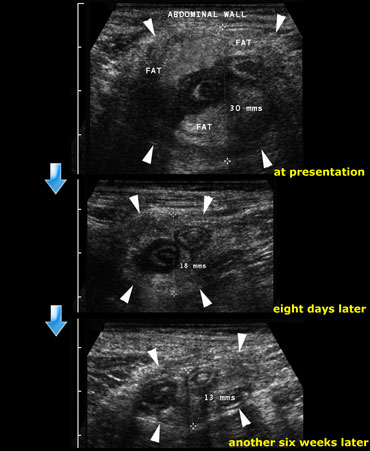 ABDOMINAL WALL
FAT
FAT
30 mms
FAT
at presentation
18 mms
eight days later
13 mms
another six weeks later